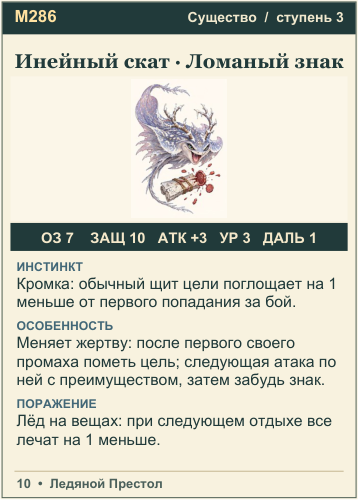 M286
Существо / ступень 3
Инейный скат · Ломаный знак
ОЗ 7 ЗАЩ 10 АТК +3 УР 3 ДАЛЬ 1
ИНСТИНКТ
Кромка: обычный щит цели поглощает на 1
меньше от первого попадания за бой.
ОСОБЕННОСТЬ
Меняет жертву: после первого своего
промаха пометь цель; следующая атака по
ней с преимуществом, затем забудь знак.
ПОРАЖЕНИЕ
Лёд на вещах: при следующем отдыхе все
лечат на 1 меньше.
10 • Ледяной Престол